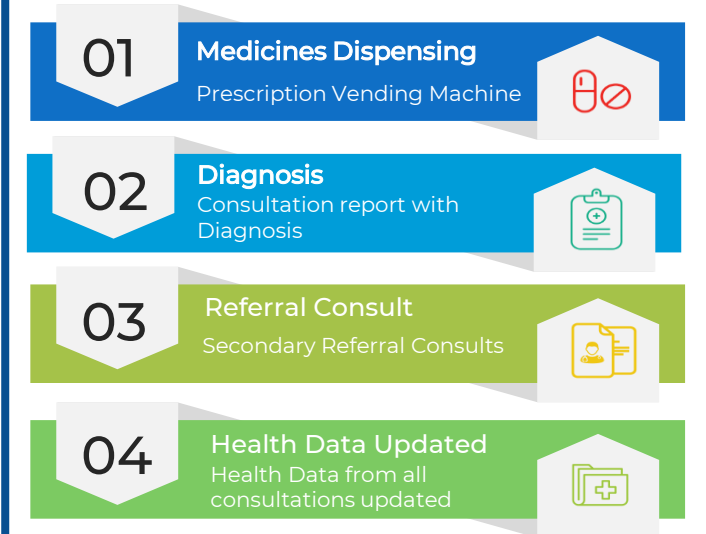 01
Medicines Dispensing
Prescription Vending Machine
02
Diagnosis
Consultation report with
Diagnosis
03
Referral Consult
Secondary Referral Consults
04
Health Data Updated
Health Data from all
consultations updated